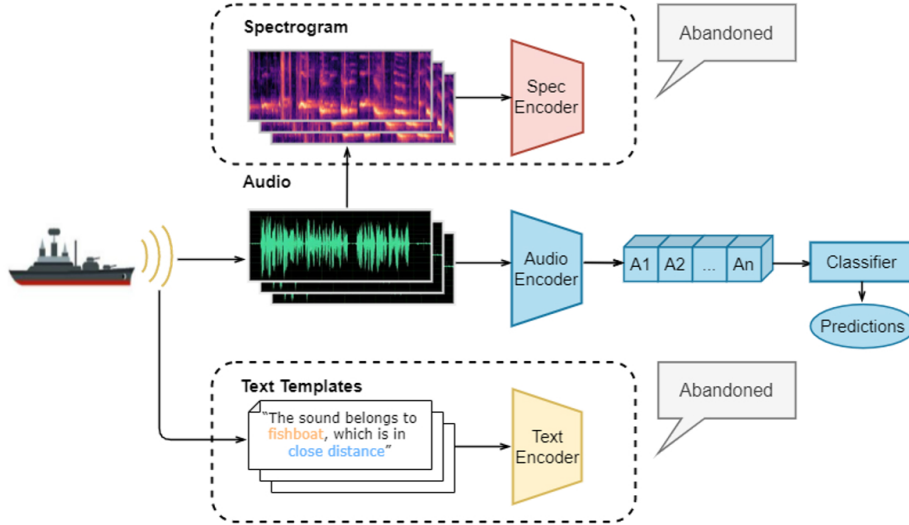 Spectrogram
Abandoned
Spec
Encoder
Audio
Audio
Encoder
A1 A2 ... An
Classifier
Predictions
Text Templates
Abandoned
"The sound belongs to
fishboat, which is in
close distance"
Text
Encoder